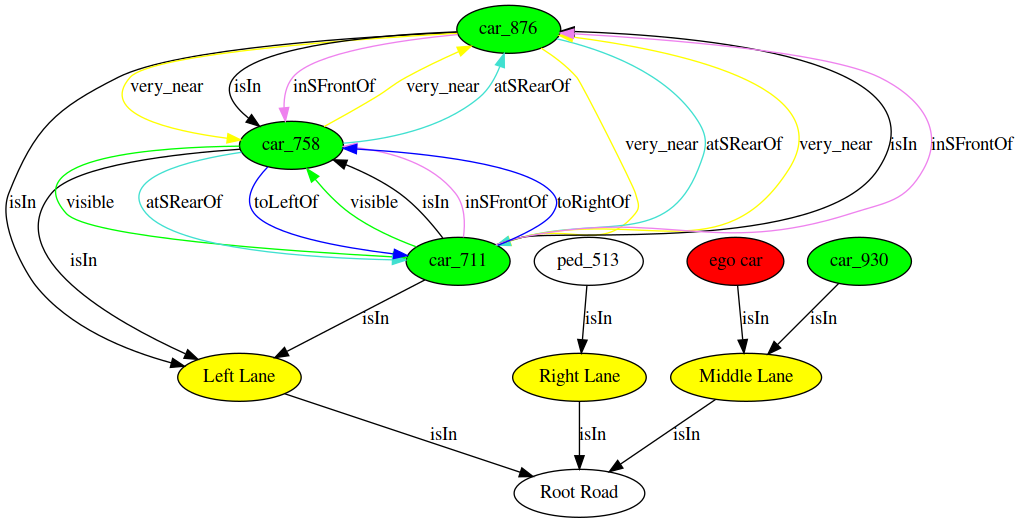 car_876
very_near
isIn
inSFrontOf
very_near
atSRearOf
car_758
very_near
atSRearOf
very_near
isIn
inSFrontOf
isIn
visible
atSRearOf
toLeftOf
visible
isIn
inSFrontOf
toRightOf
isIn
car_711
ped_513
ego car
car_930
isIn
isIn
isIn
isIn
Left Lane
Right Lane
Middle Lane
isIn
isIn
isIn
Root Road